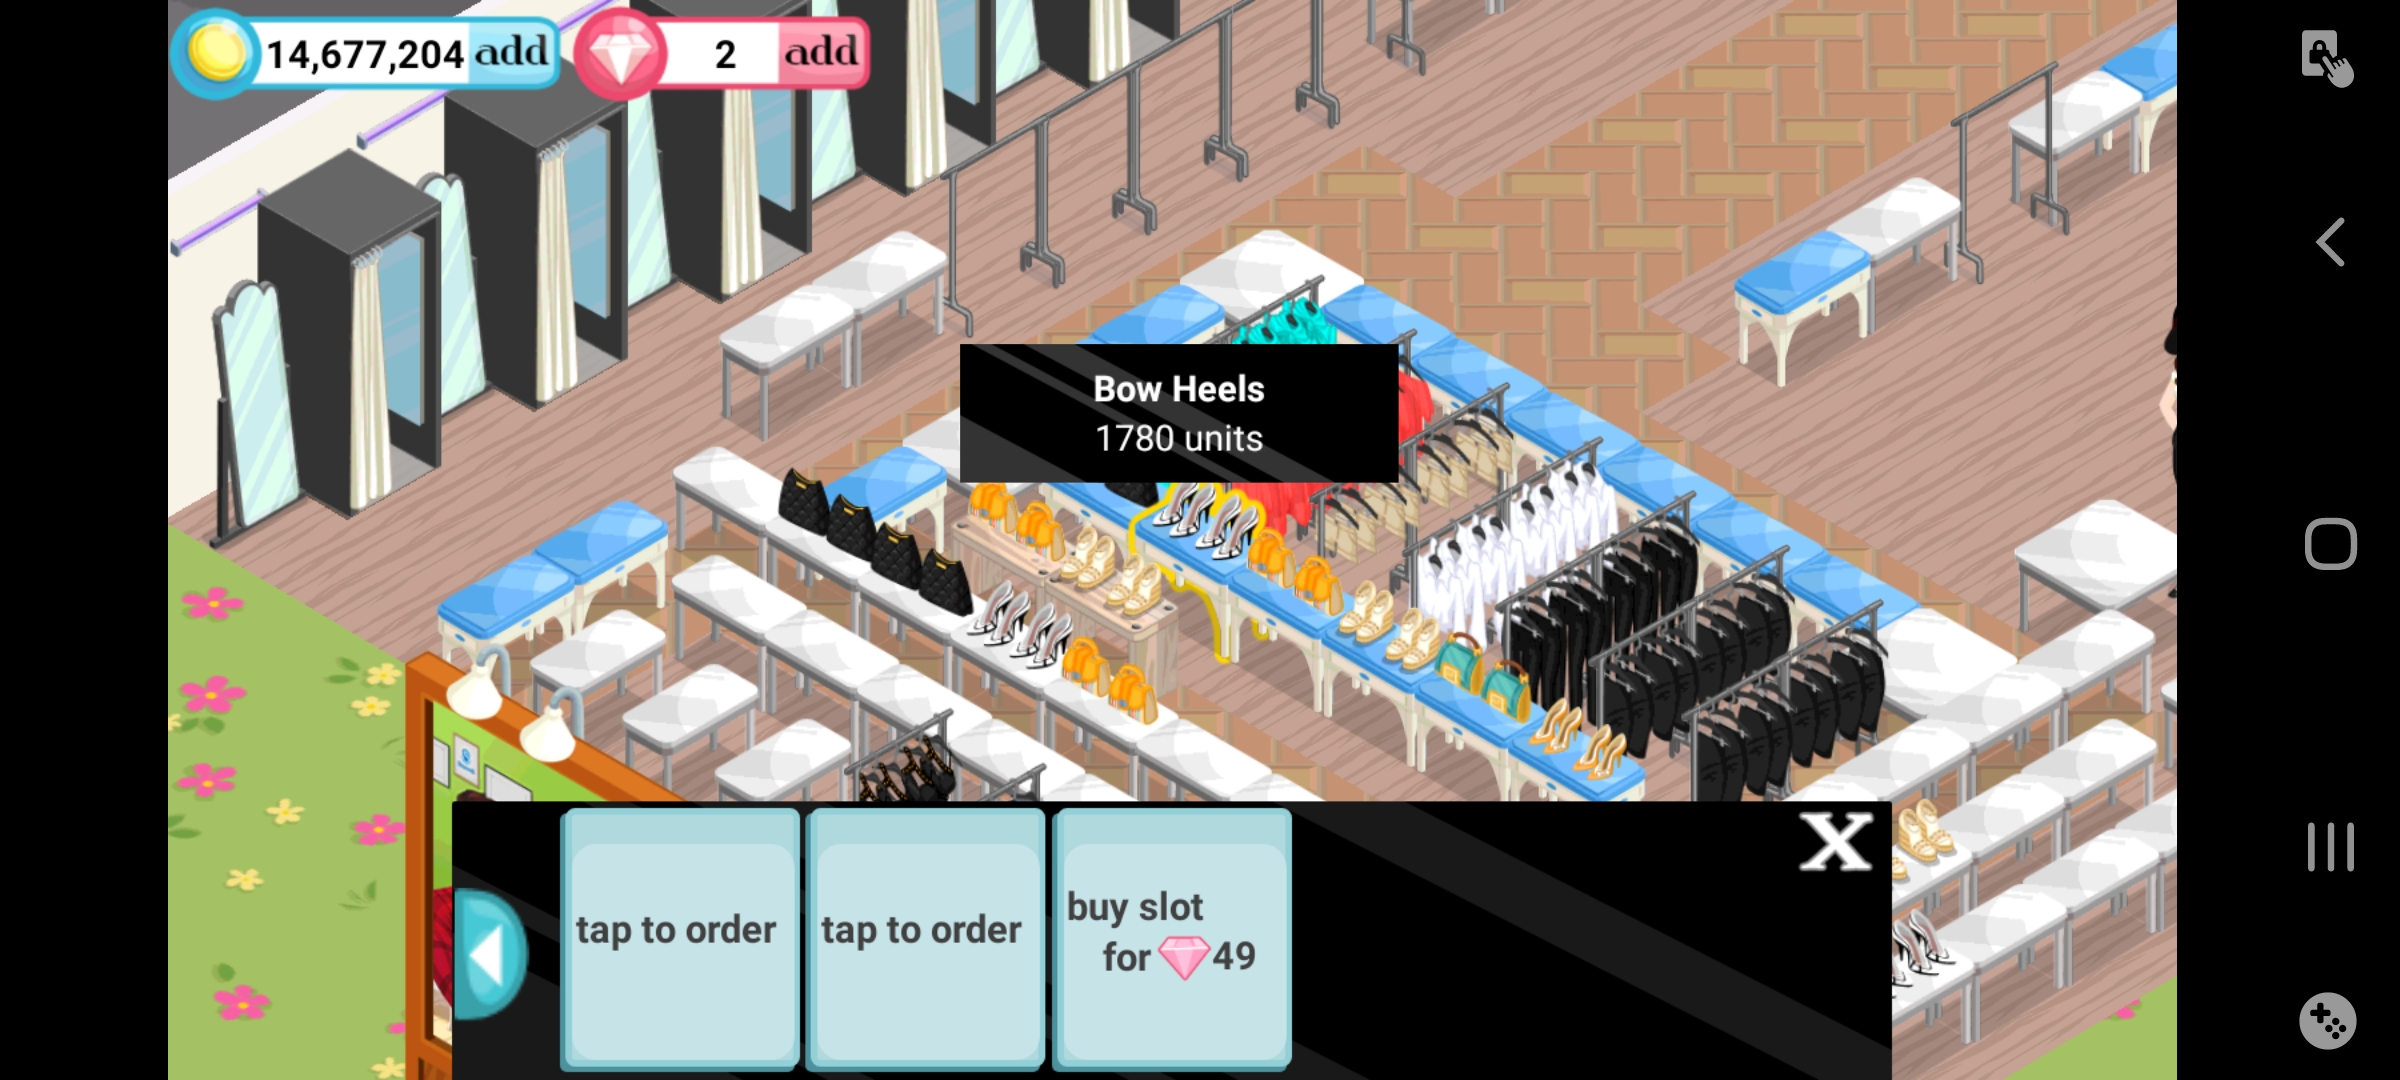 14,677,204 add
2 add
Bow Heels
1780 units
tap to order
tap to order
buy slot
for 49
X